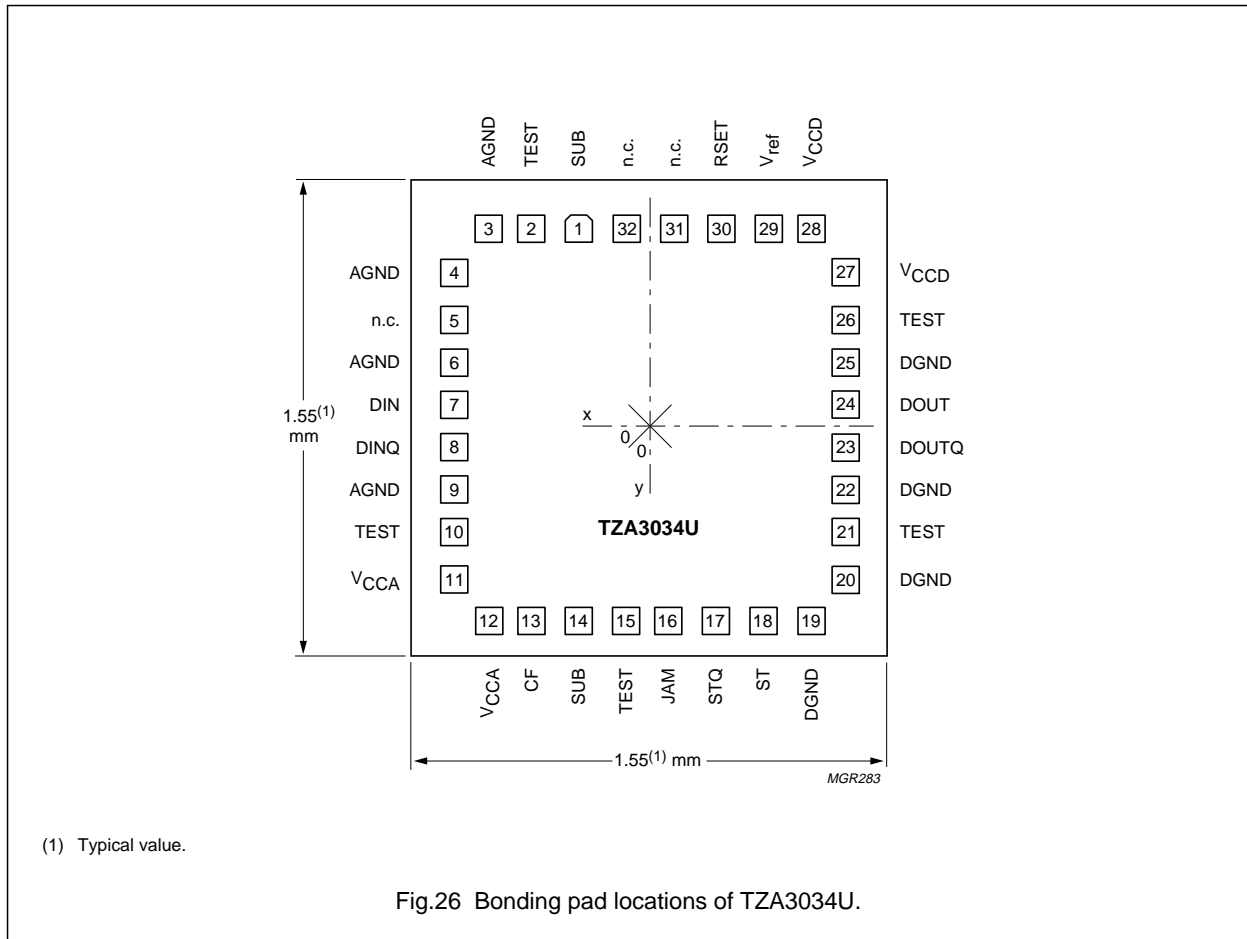 AGND TEST SUB n.c. n.c. RSET Vref VCCD
3 2 1 32 31 30 29 28
AGND 4 27 VCCD
n.c. 5 26 TEST
AGND 6 25 DGND
DIN 7 24 DOUT
1.55(1)
mm
x
0
0
y
DINQ 8 23 DOUTQ
AGND 9 22 DGND
TEST 10 TZA3034U 21 TEST
VCCA 11 20 DGND
12 13 14 15 16 17 18 19
VCCA CF SUB TEST JAM STQ ST DGND
1.55(1) mm
MGR283
(1) Typical value.
Fig.26 Bonding pad locations of TZA3034U.